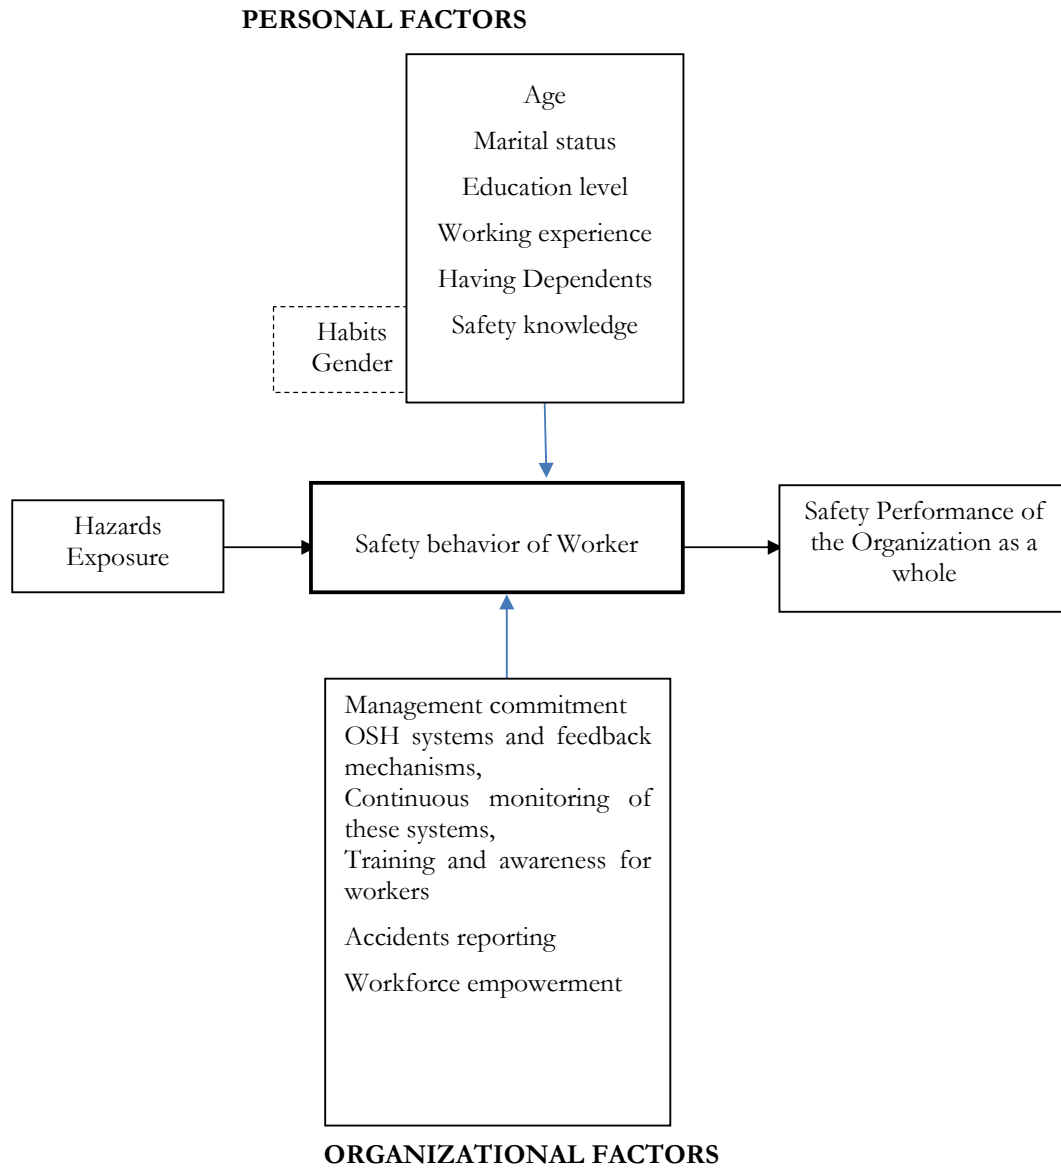 PERSONAL FACTORS
Age
Marital status
Education level
Working experience
Having Dependents
Safety knowledge
Habits
Gender
Hazards
Exposure
Safety behavior of Worker
Safety Performance of
the Organization as a
whole
Management commitment
OSH systems and feedback
mechanisms,
Continuous monitoring of
these systems,
Training and awareness for
workers
Accidents reporting
Workforce empowerment
ORGANIZATIONAL FACTORS